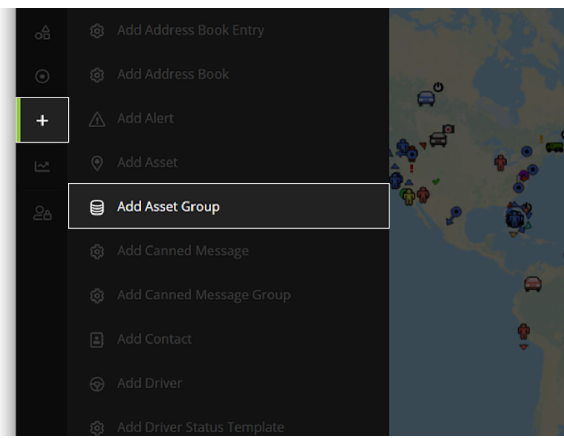 Add Address Book Entry
Add Address Book
Add Alert
Add Asset
Add Asset Group
Add Canned Message
Add Canned Message Group
Add Contact
Add Driver
Add Driver Status Template